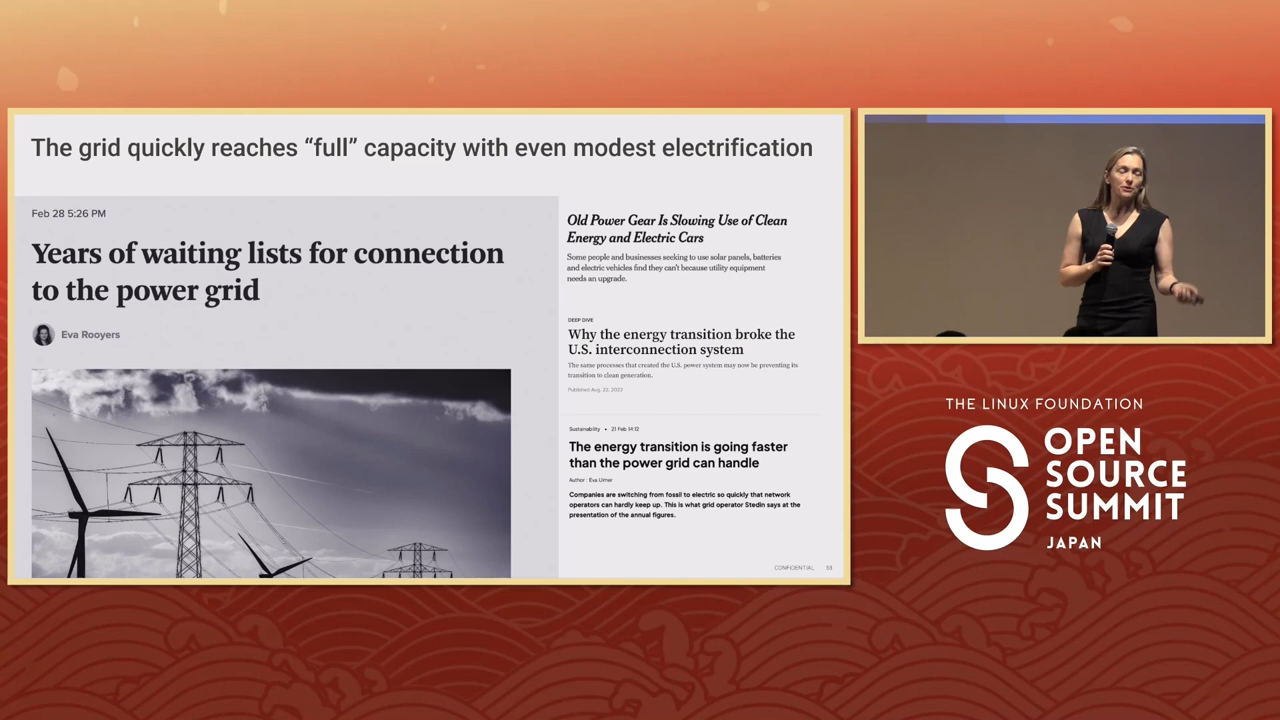 The grid quickly reaches “full” capacity with even modest electrification
Feb 28 5:26 PM
Years of waiting lists for connection
to the power grid
Eva Rooyers
Old Power Gear Is Slowing Use of Clean
Energy and Electric Cars
Some people and businesses seeking to use solar panels, batteries
and electric vehicles find they can't because utility equipment
needs an upgrade.
DEEP DIVE
Why the energy transition broke the
U.S. interconnection system
The same processes that created the U.S. power system may now be preventing its
transition to clean generation.
Published Aug. 22, 2022
Sustainability • 21 Feb 14:12
The energy transition is going faster
than the power grid can handle
Author : Eva Ulmer
Companies are switching from fossil to electric so quickly that network
operators can hardly keep up. This is what grid operator Stedin says at the
presentation of the annual figures.
CONFIDENTIAL 53
THE LINUX FOUNDATION
OPEN
SOURCE
SUMMIT
JAPAN